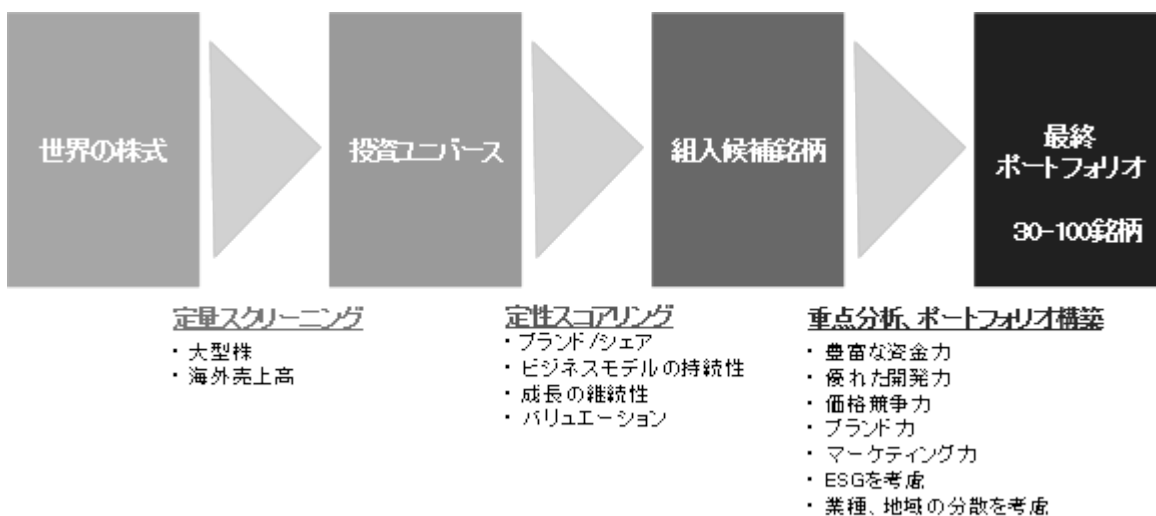 世界の株式
投資ユニバース
組入候補銘柄
最終
ポートフォリオ
30-100銘柄
定量スクリーニング
・大型株
・海外売上高
定性スコアリング
・ブランド/シェア
・ビジネスモデルの持続性
・成長の継続性
・バリュエーション
重点分析、ポートフォリオ構築
・豊富な資金力
・優れた開発力
・価格競争力
・ブランド力
・マーケティング力
・ESGを考慮
・業種、地域の分散を考慮